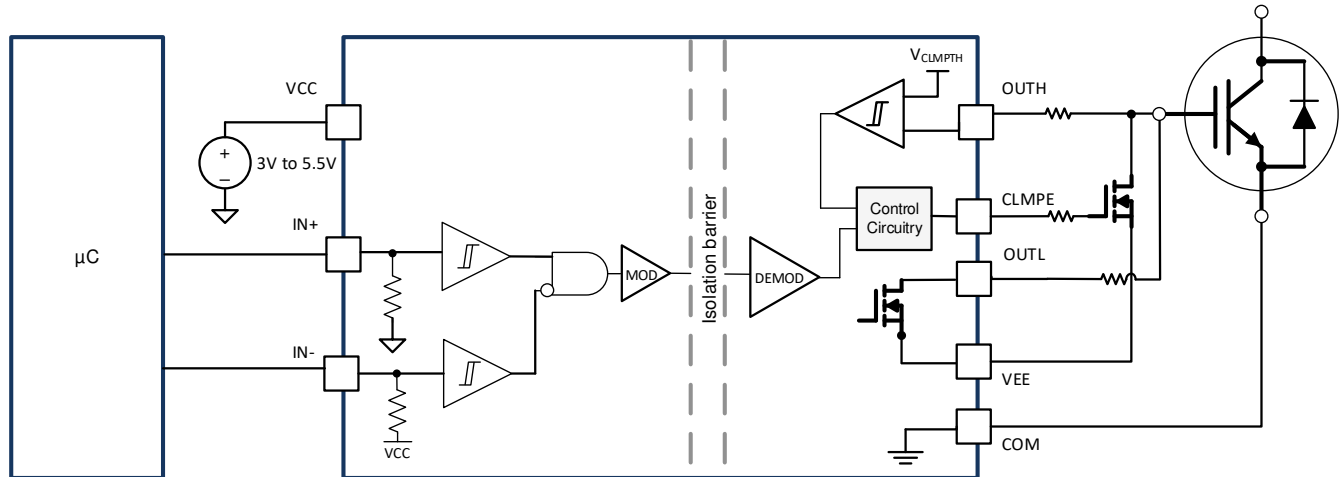 µC
VCC
+
−
3V to 5.5V
IN+
IN-
VCC
MOD
Isolation barrier
DEMOD
VCLMPTH
Control
Circuitry
OUTH
CLMPE
OUTL
VEE
COM